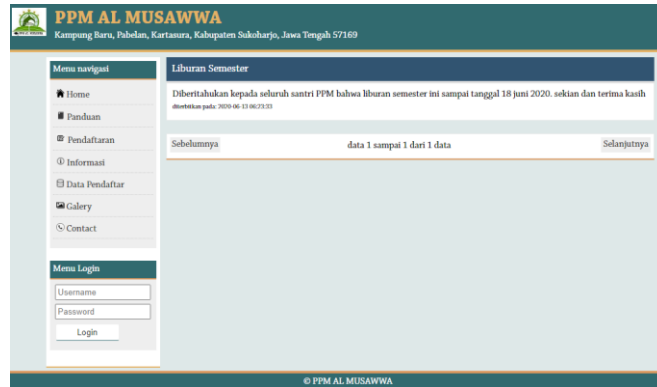 PPM AL MUSAWWA
Kampung Baru, Pabelan, Kartasura, Kabupaten Sukoharjo, Jawa Tengah 57169
Menu navigasi
Home
Panduan
Pendaftaran
Informasi
Data Pendaftar
Galery
Contact
Menu Login
Username
Password
Login
Liburan Semester
Diberitahukan kepada seluruh santri PPM bahwa liburan semester ini sampai tanggal 18 juni 2020. sekian dan terima kasih
diterbitkan pada: 2020-06-13 06:23:33
Sebelumnya
data 1 sampai 1 dari 1 data
Selanjutnya
© PPM AL MUSAWWA